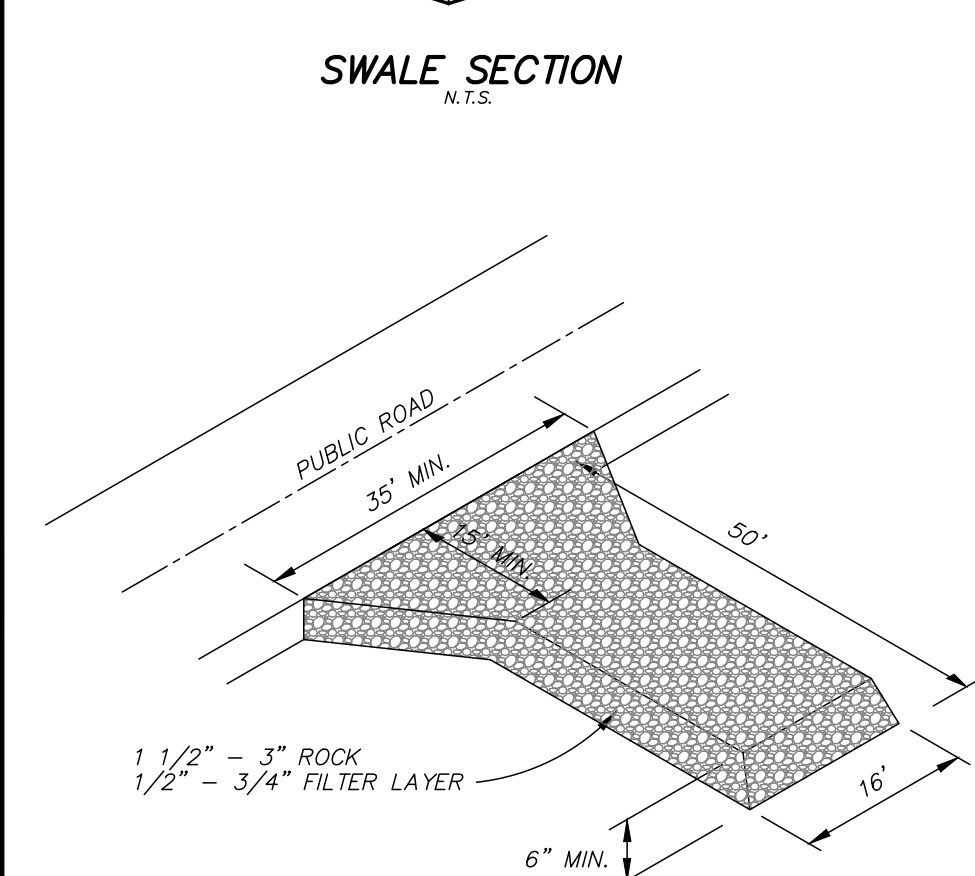 SWALE SECTION
N.T.S.
PUBLIC ROAD
35' MIN.
15' MIN.
50'
1 1/2" – 3" ROCK
1/2" – 3/4" FILTER LAYER
16'
6" MIN.